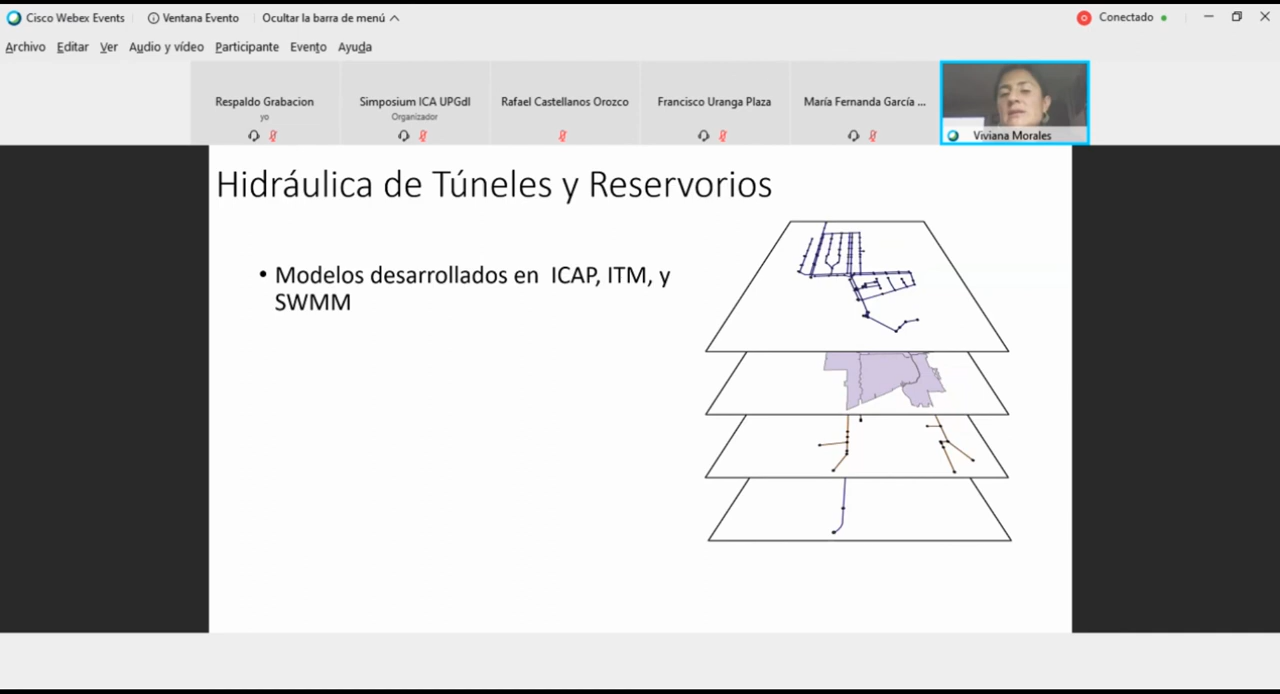 Cisco Webex Events Ventana Evento Ocultar la barra de menú Conectado
Archivo Editar Ver Audio y vídeo Participante Evento Ayuda
Respaldo Grabacion
yo
Simposium ICA UPGdl
Organizador
Rafael Castellanos Orozco
Francisco Uranga Plaza
María Fernanda García ...
Viviana Morales
Hidráulica de Túneles y Reservorios
• Modelos desarrollados en ICAP, ITM, y
SWMM